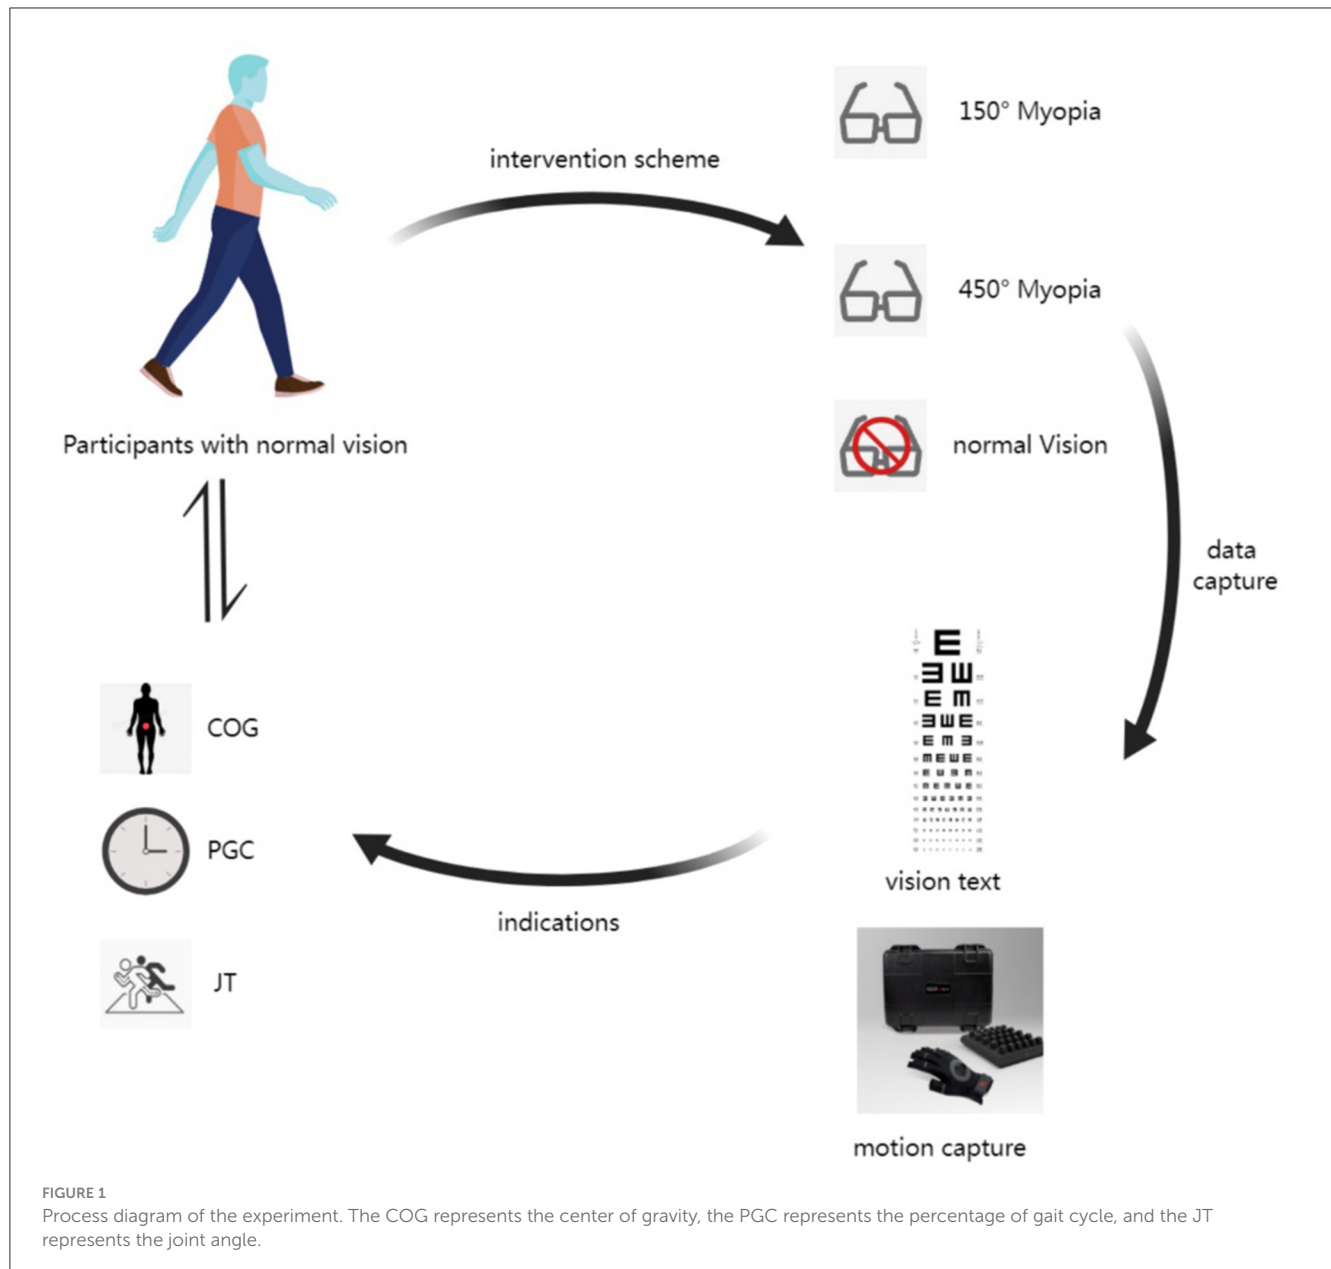 150° Myopia
intervention scheme
450° Myopia
Participants with normal vision
normal Vision
data
capture
COG
E
E
PGC
vision text
indications
JT
motion capture
FIGURE 1
Process diagram of the experiment. The COG represents the center of gravity, the PGC represents the percentage of gait cycle, and the JT
represents the joint angle.